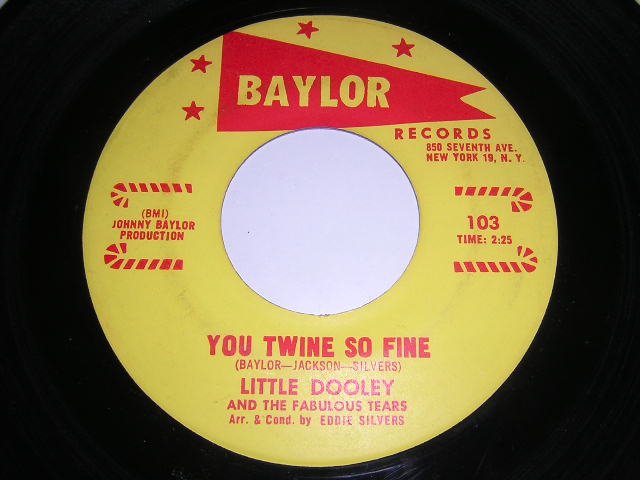 BAYLOR
RECORDS
850 SEVENTH AVE.
NEW YORK 19, N.Y.
(BMI)
JOHNNY BAYLOR
PRODUCTION
103
TIME: 2:25
YOU TWINE SO FINE
(BAYLOR—JACKSON—SILVERS)
LITTLE DOOLEY
AND THE FABULOUS TEARS
Arr. & Cond. by EDDIE SILVERS